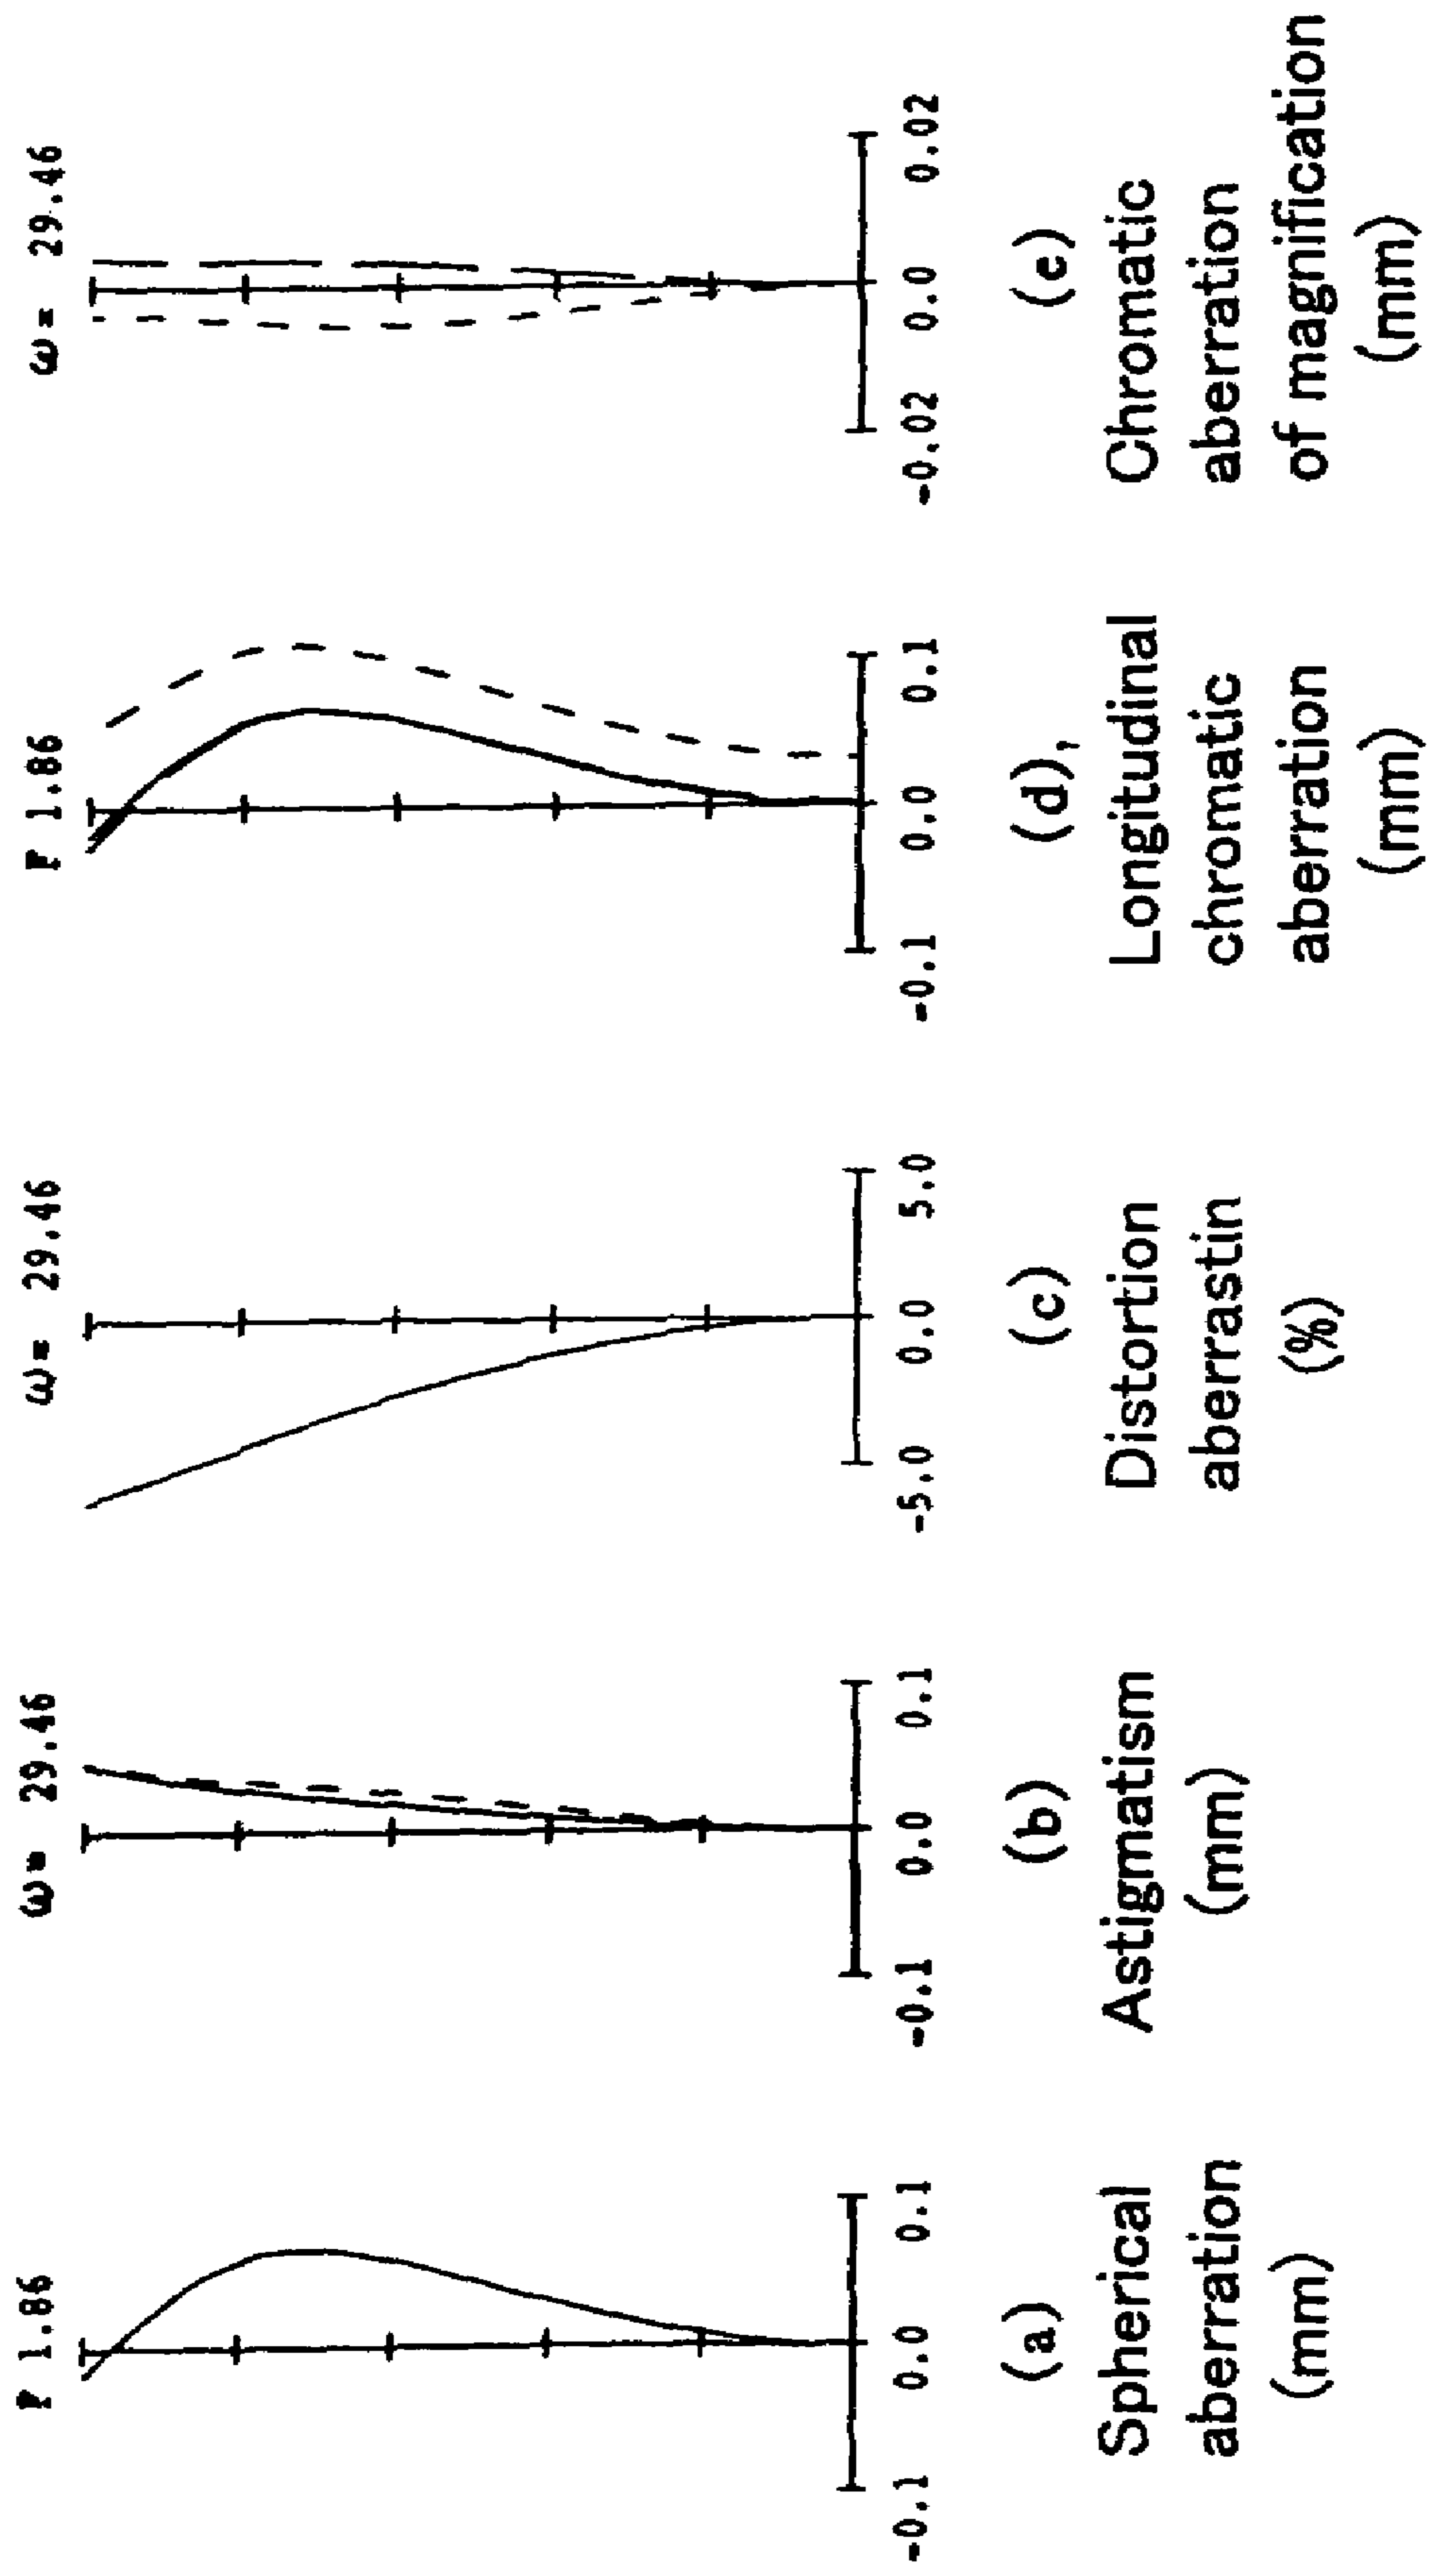 F 1.86
-0.1 0.0 0.1
(a)
Spherical
aberration
(mm)
ω= 29.46
-0.1 0.0 0.1
(b)
Astigmatism
(mm)
ω= 29.46
-5.0 0.0 5.0
(c)
Distortion
aberrastin
(%)
F 1.86
-0.1 0.0 0.1
(d),
Longitudinal
chromatic
aberration
(mm)
ω= 29.46
-0.02 0.0 0.02
(e)
Chromatic
aberration
of magnification
(mm)